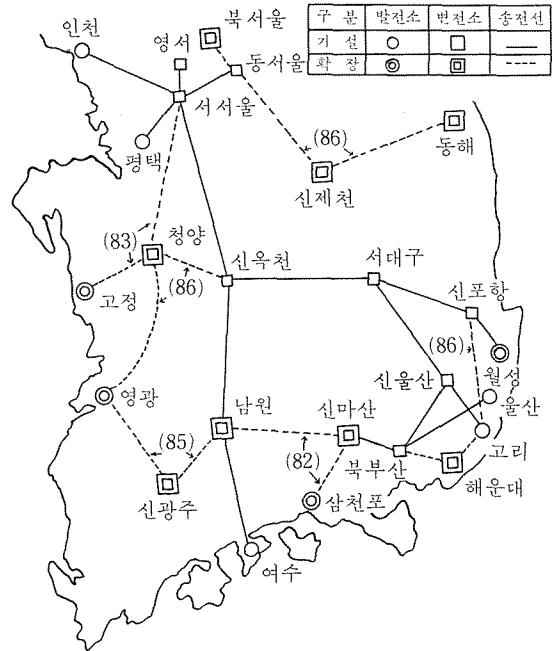 구 분 발전소 변전소 송전선
기 설
확 장
인천
영서
북서울
동서울
서서울
평택
(86)
동해
신제천
(83)
청양
신옥천
서대구
(86)
고정
신포항
(86)
월성
신울산
울산
영광
남원
신마산
(85)
(82)
북부산
고리
해운대
신광주
삼천포
여수